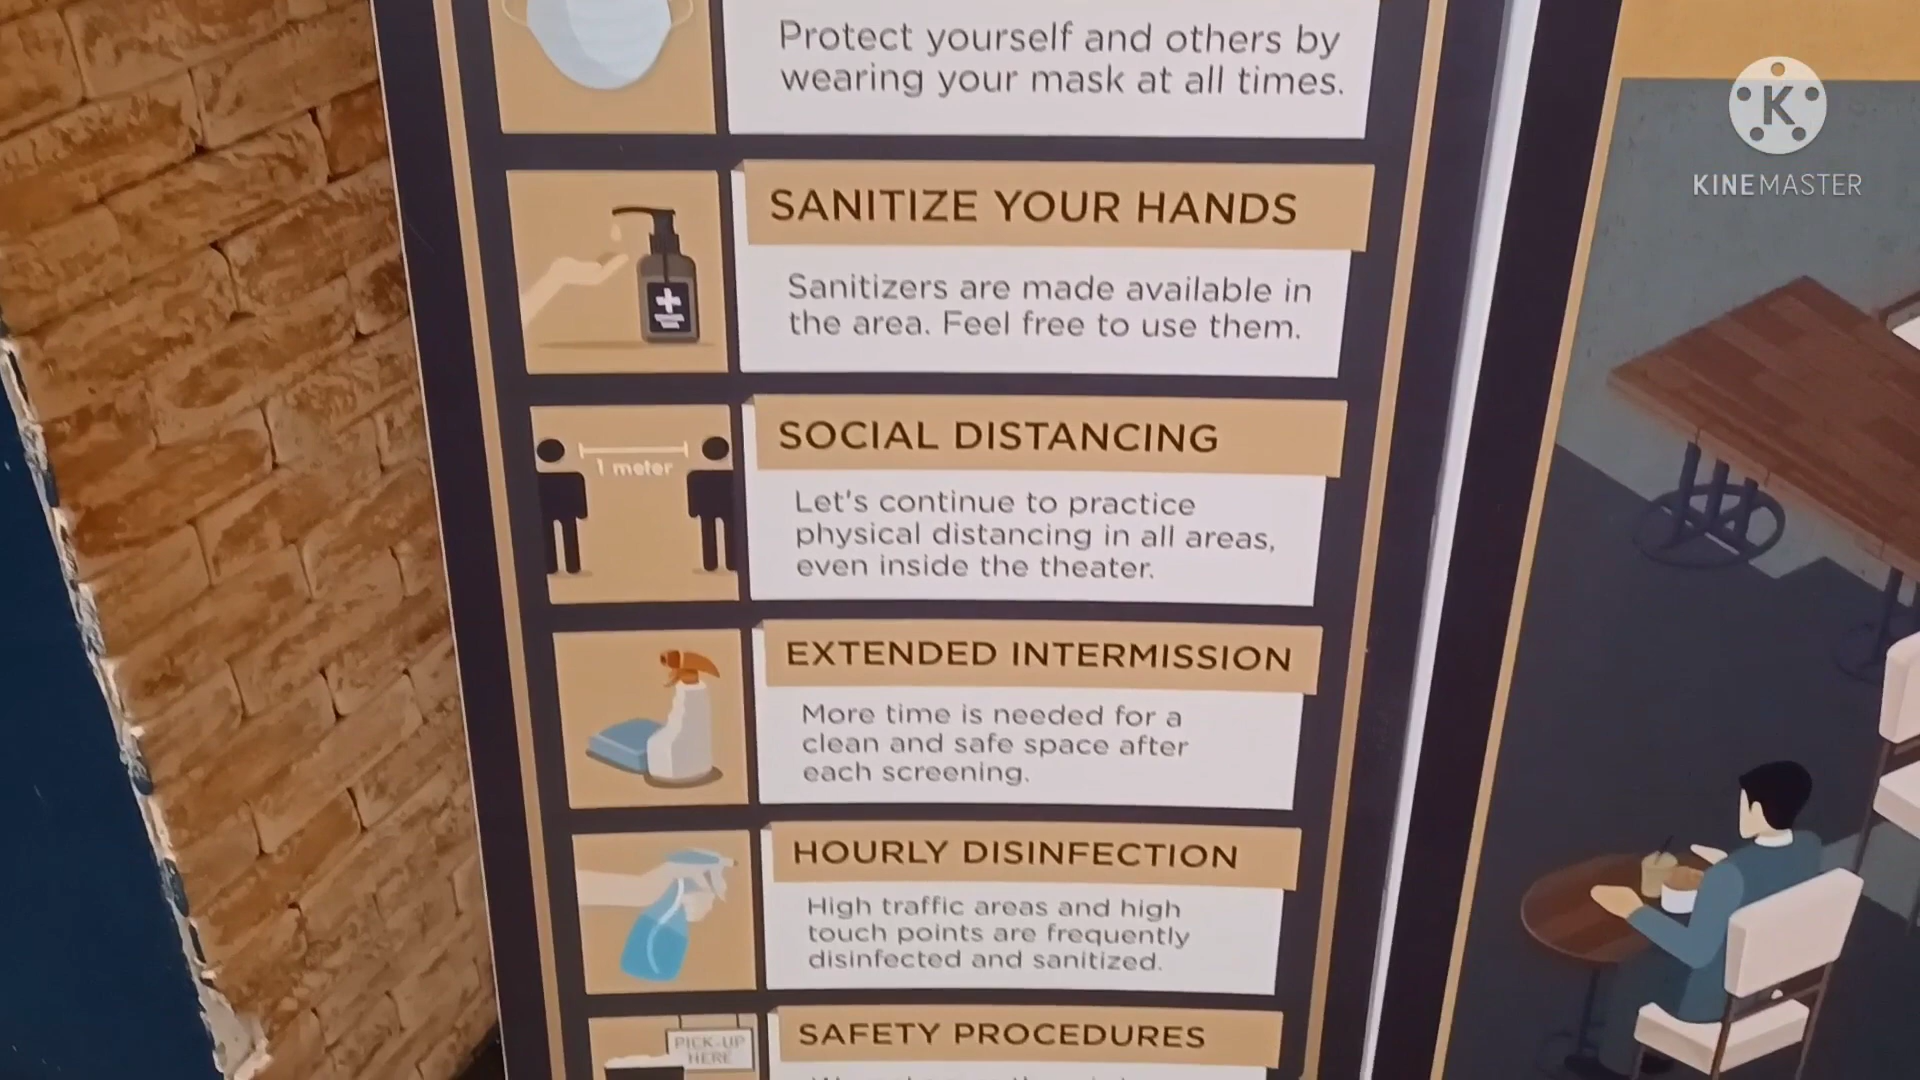 Protect yourself and others by
wearing your mask at all times.
KINEMASTER
SANITIZE YOUR HANDS
Sanitizers are made available in
the area. Feel free to use them.
SOCIAL DISTANCING
1 meter
Let's continue to practice
physical distancing in all areas,
even inside the theater.
EXTENDED INTERMISSION
More time is needed for a
clean and safe space after
each screening.
HOURLY DISINFECTION
High traffic areas and high
touch points are frequently
disinfected and sanitized.
SAFETY PROCEDURES
PICK-UP
HERE